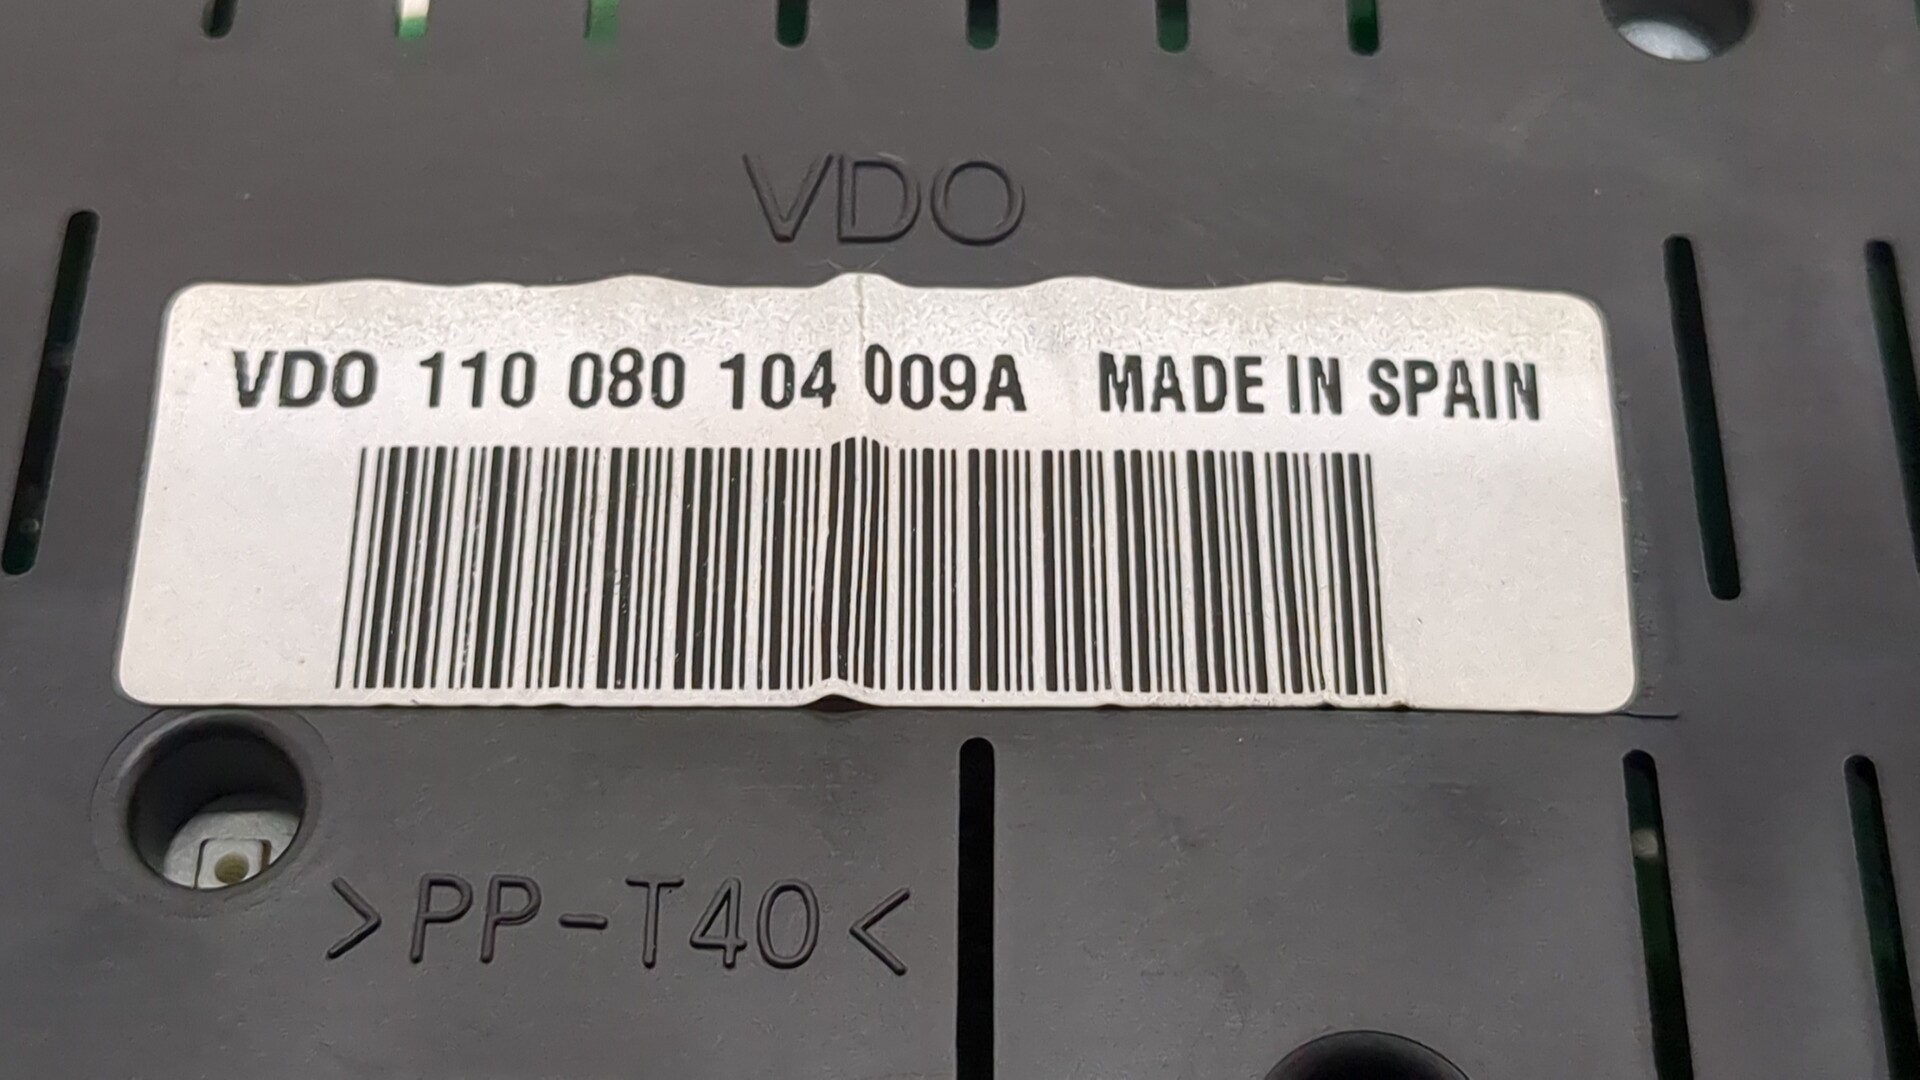 VDO
VDO 110 080 104 009A MADE IN SPAIN
>PP-T40<